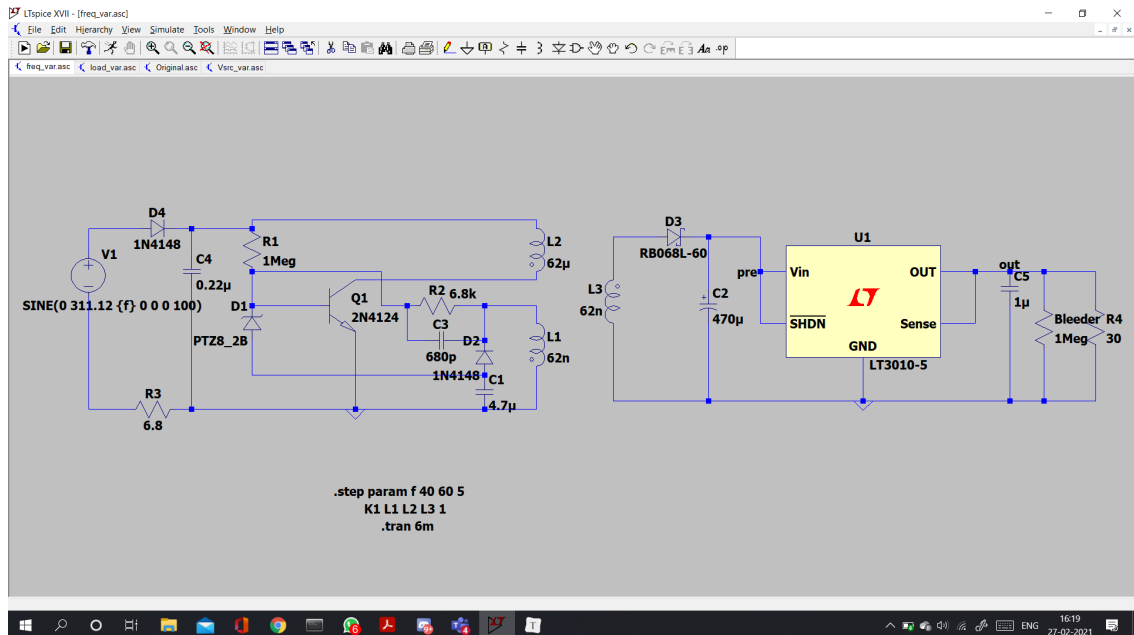 LTspice XVII - [freq_var.asc]
File Edit Hierarchy View Simulate Tools Window Help
Aa .op
freq_var.asc load_var.asc Original.asc Vsrc_var.asc
D4
1N4148
V1
SINE(0 311.12 {f} 0 0 0 100)
C4
0.22µ
R3
6.8
R1
1Meg
D1
PTZ8_2B
Q1
2N4124
R2 6.8k
C3
680p
D2
1N4148
C1
4.7µ
L2
62µ
L1
62n
L3
62n
D3
RB068L-60
C2
470µ
pre
U1
Vin
OUT
SHDN
Sense
GND
LT3010-5
out
C5
1µ
Bleeder
1Meg
R4
30
.step param f 40 60 5
K1 L1 L2 L3 1
.tran 6m
ENG
16:19
27-02-2021